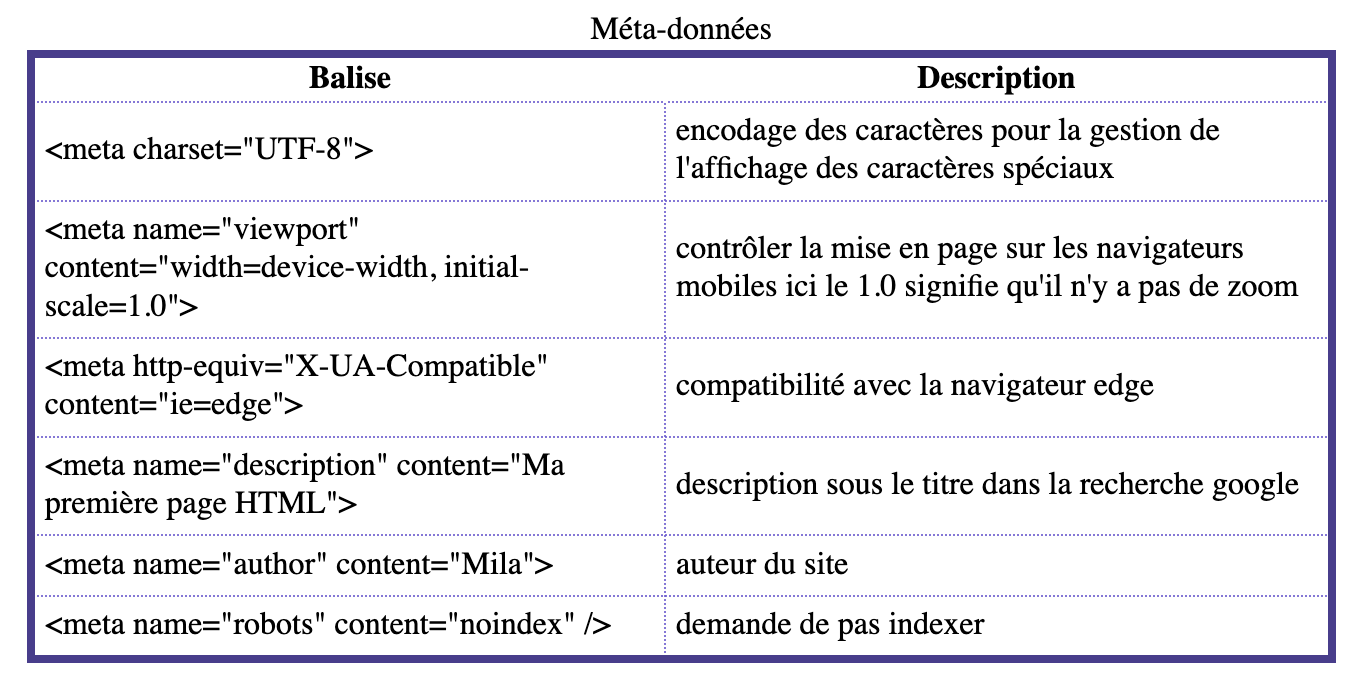 Méta-données
Balise
Description
<meta charset="UTF-8">
encodage des caractères pour la gestion de
l'affichage des caractères spéciaux
<meta name="viewport"
content="width=device-width, initial-
scale=1.0">
contrôler la mise en page sur les navigateurs
mobiles ici le 1.0 signifie qu'il n'y a pas de zoom
<meta http-equiv="X-UA-Compatible"
content="ie=edge">
compatibilité avec la navigateur edge
<meta name="description" content="Ma
première page HTML">
description sous le titre dans la recherche google
<meta name="author" content="Mila">
auteur du site
<meta name="robots" content="noindex" />
demande de pas indexer